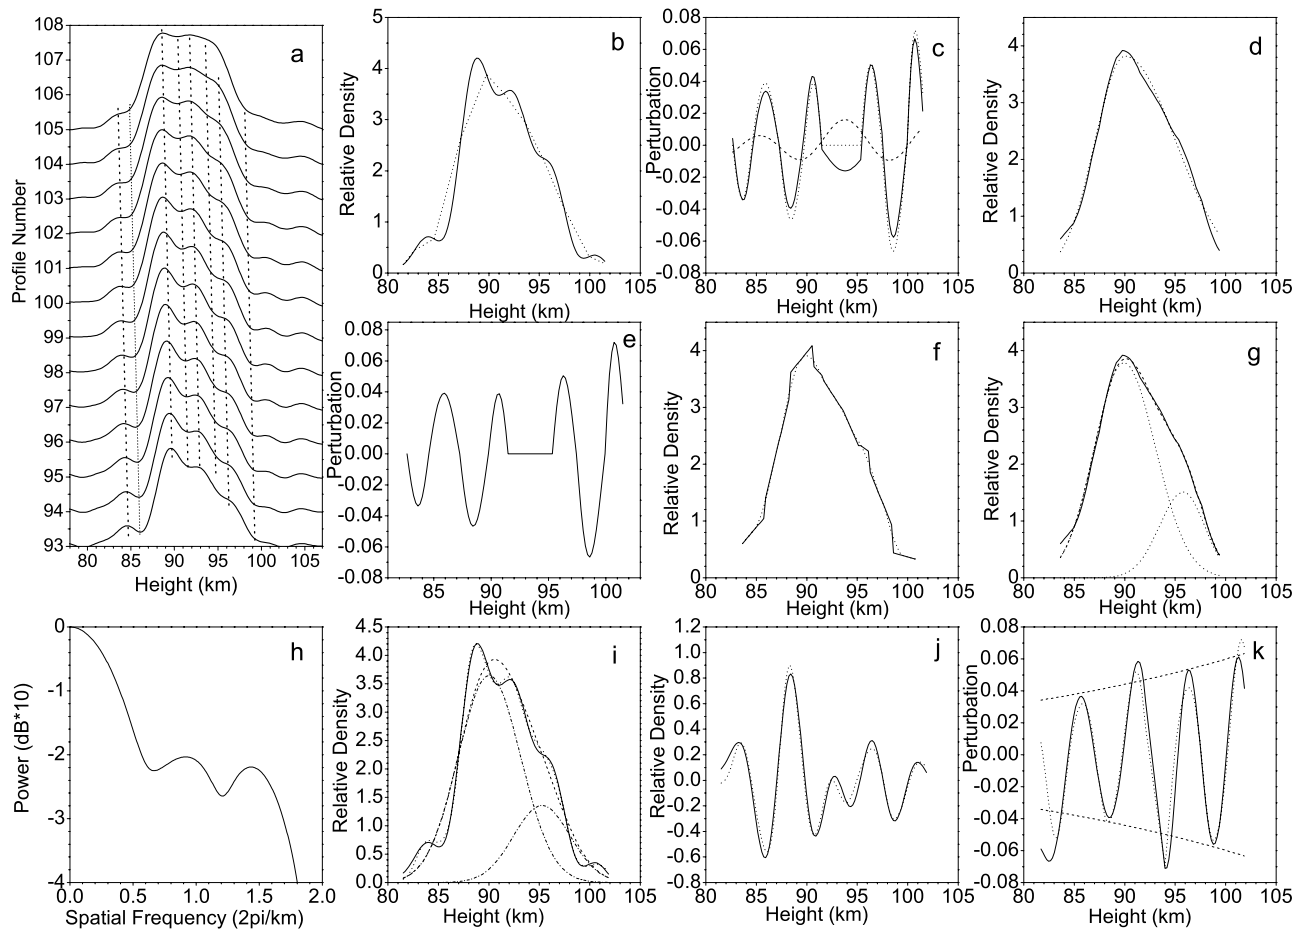 a
108
107
106
105
104
103
102
101
100
99
98
97
96
95
94
93
80 85 90 95 100 105
Profile Number
Height (km)
b
5
4
3
2
1
0
80 85 90 95 100 105
Relative Density
Height (km)
c
0.08
0.06
0.04
0.02
0.00
-0.02
-0.04
-0.06
-0.08
80 85 90 95 100 105
Perturbation
Height (km)
d
4
3
2
1
0
80 85 90 95 100 105
Relative Density
Height (km)
e
0.08
0.06
0.04
0.02
0.00
-0.02
-0.04
-0.06
-0.08
85 90 95 100
Perturbation
Height (km)
f
4
3
2
1
0
80 85 90 95 100 105
Relative Density
Height (km)
g
4
3
2
1
0
80 85 90 95 100 105
Relative Density
Height (km)
h
0
-1
-2
-3
-4
0.0 0.5 1.0 1.5 2.0
Power (dB*10)
Spatial Frequency (2pi/km)
i
4.5
4.0
3.5
3.0
2.5
2.0
1.5
1.0
0.5
0.0
80 85 90 95 100 105
Relative Density
Height (km)
j
1.2
1.0
0.8
0.6
0.4
0.2
0.0
-0.2
-0.4
-0.6
-0.8
80 85 90 95 100 105
Relative Density
Height (km)
k
0.08
0.06
0.04
0.02
0.00
-0.02
-0.04
-0.06
-0.08
80 85 90 95 100 105
Perturbation
Height (km)